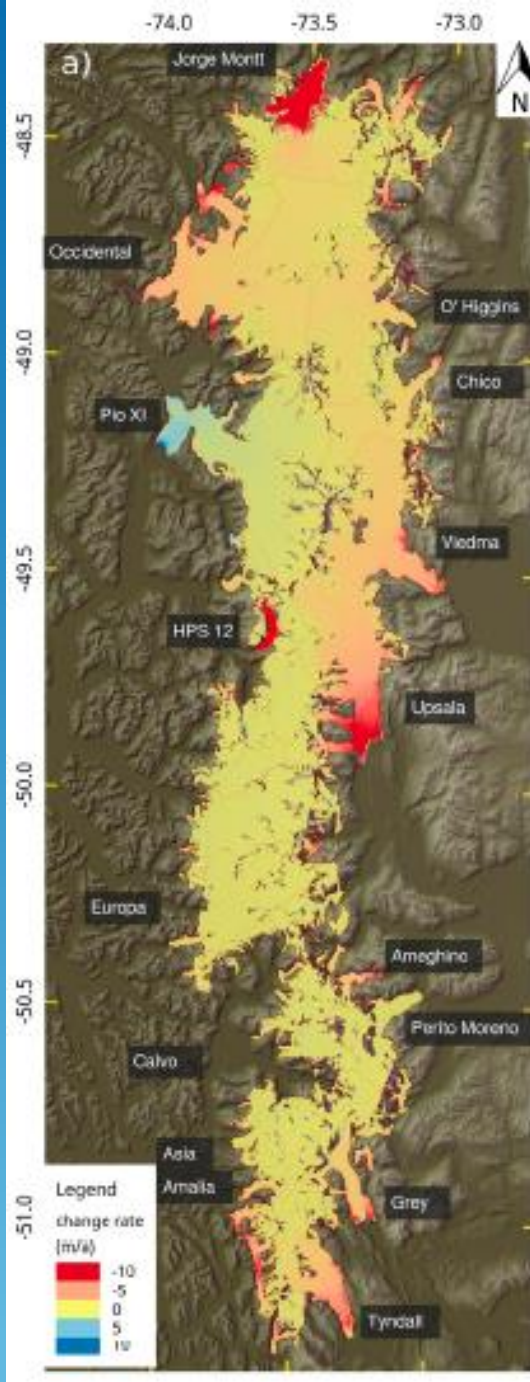 -74.0 -73.5 -73.0
a)
Jorge Montt
N
-48.5
Occidental
O' Higgins
-49.0
Chico
Pio XI
Viedma
-49.5
HPS 12
Upsala
-50.0
Europa
Ameghino
-50.5
Perito Moreno
Calvo
Asia
Amalia
Grey
-51.0
Legend
change rate
(m/a)
-10
-5
0
5
10
Tyndall